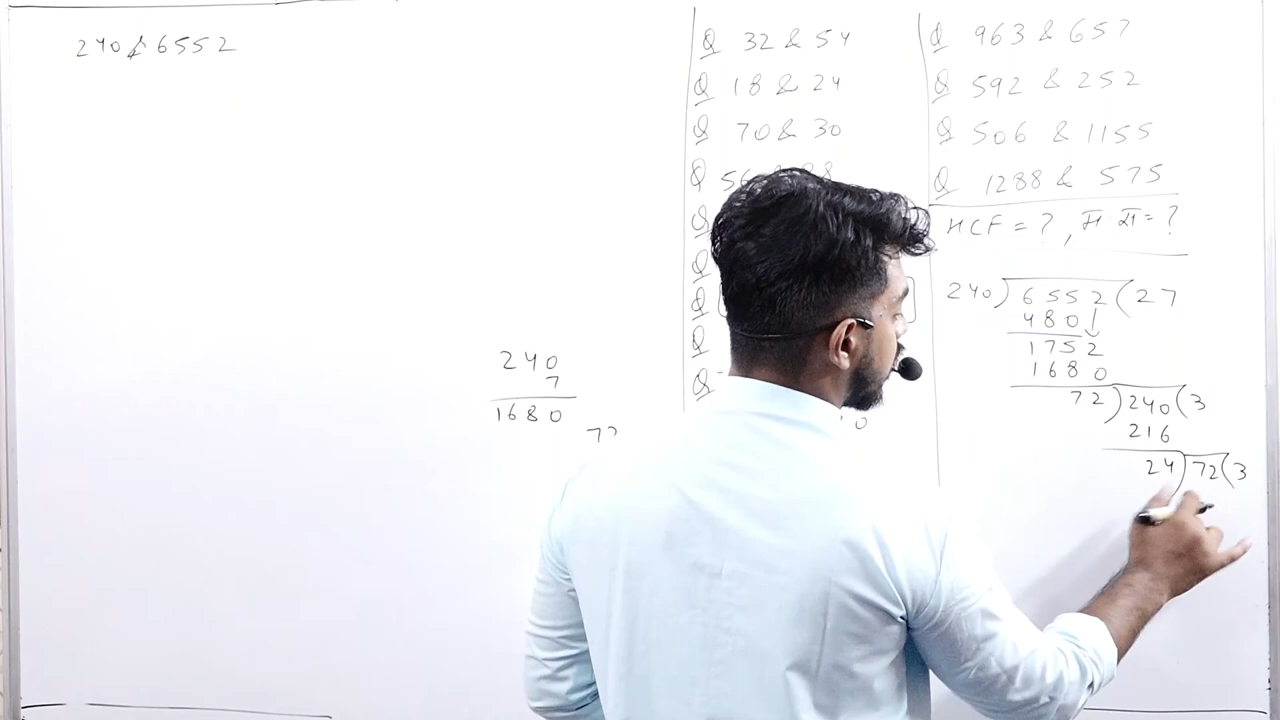 240 & 6552
240
7
1680
72
Q 32 & 54
Q 18 & 24
Q 70 & 30
Q 56
Q
Q
Q
Q
Q
Q 963 & 657
Q 592 & 252
Q 506 & 1155
Q 1288 & 575
HCF = ? , म. स. = ?
240) 6552 (27
480↓
1752
1680
72) 240 (3
216
24) 72 (3